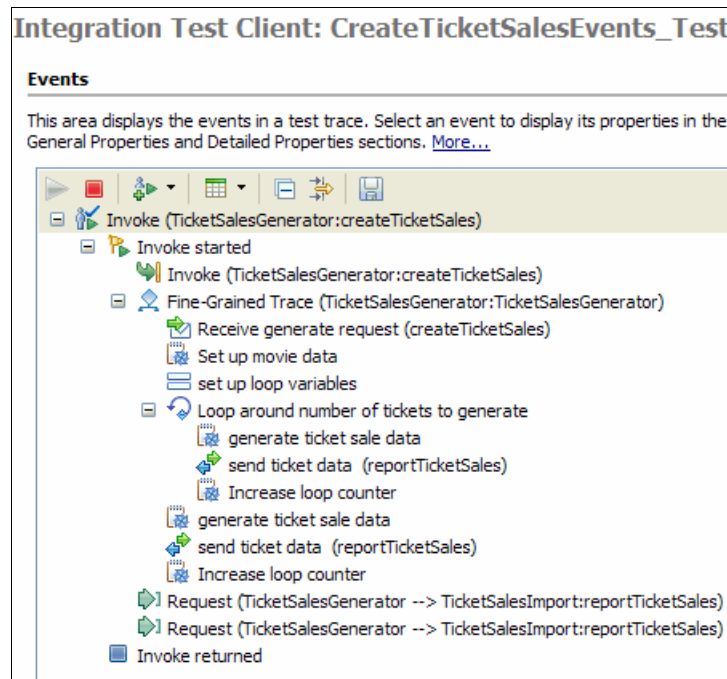 Integration Test Client: CreateTicketSalesEvents_Test
Events
This area displays the events in a test trace. Select an event to display its properties in the
General Properties and Detailed Properties sections. More...
Invoke (TicketSalesGenerator:createTicketSales)
Invoke started
Invoke (TicketSalesGenerator:createTicketSales)
Fine-Grained Trace (TicketSalesGenerator:TicketSalesGenerator)
Receive generate request (createTicketSales)
Set up movie data
set up loop variables
Loop around number of tickets to generate
generate ticket sale data
send ticket data (reportTicketSales)
Increase loop counter
generate ticket sale data
send ticket data (reportTicketSales)
Increase loop counter
Request (TicketSalesGenerator --> TicketSalesImport:reportTicketSales)
Request (TicketSalesGenerator --> TicketSalesImport:reportTicketSales)
Invoke returned